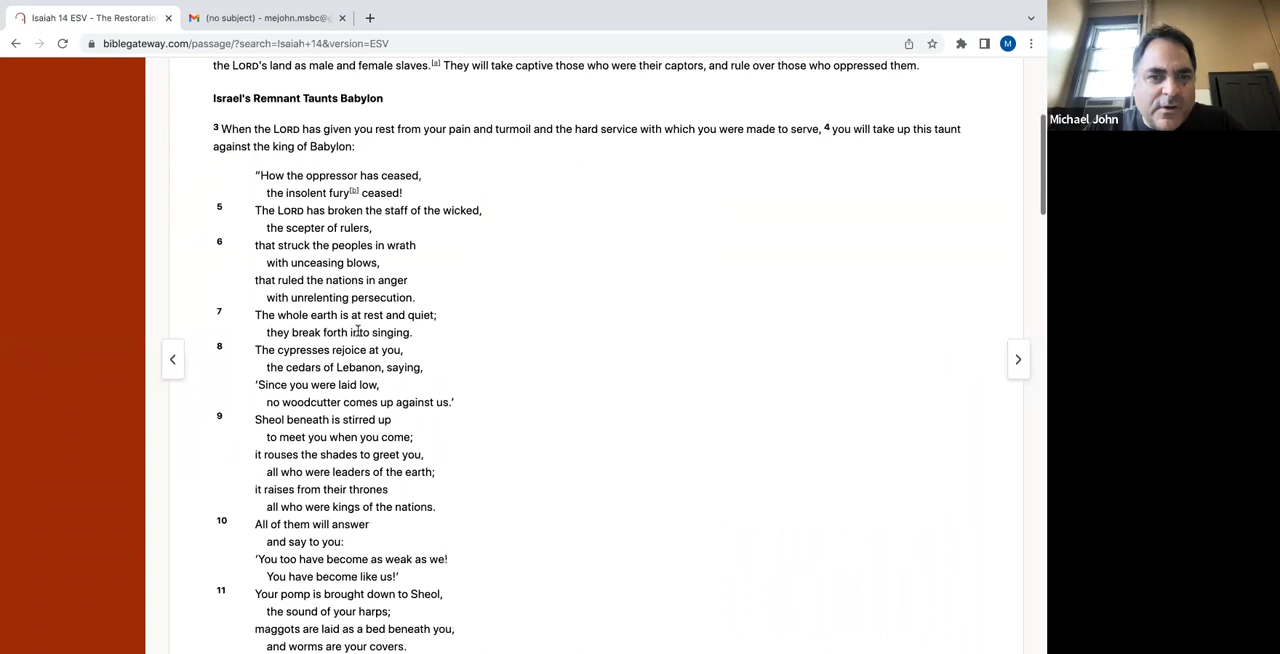 Isaiah 14 ESV - The Restoratio
(no subject) - mejohn.msbc@g
biblegateway.com/passage/?search=Isaiah+14&version=ESV
M
the LORD's land as male and female slaves.[a] They will take captive those who were their captors, and rule over those who oppressed them.
Israel's Remnant Taunts Babylon
3 When the LORD has given you rest from your pain and turmoil and the hard service with which you were made to serve, 4 you will take up this taunt
against the king of Babylon:
"How the oppressor has ceased,
the insolent fury[b] ceased!
5 The LORD has broken the staff of the wicked,
the scepter of rulers,
6 that struck the peoples in wrath
with unceasing blows,
that ruled the nations in anger
with unrelenting persecution.
7 The whole earth is at rest and quiet;
they break forth into singing.
8 The cypresses rejoice at you,
the cedars of Lebanon, saying,
'Since you were laid low,
no woodcutter comes up against us.'
9 Sheol beneath is stirred up
to meet you when you come;
it rouses the shades to greet you,
all who were leaders of the earth;
it raises from their thrones
all who were kings of the nations.
10 All of them will answer
and say to you:
'You too have become as weak as we!
You have become like us!'
11 Your pomp is brought down to Sheol,
the sound of your harps;
maggots are laid as a bed beneath you,
and worms are your covers.
Michael John